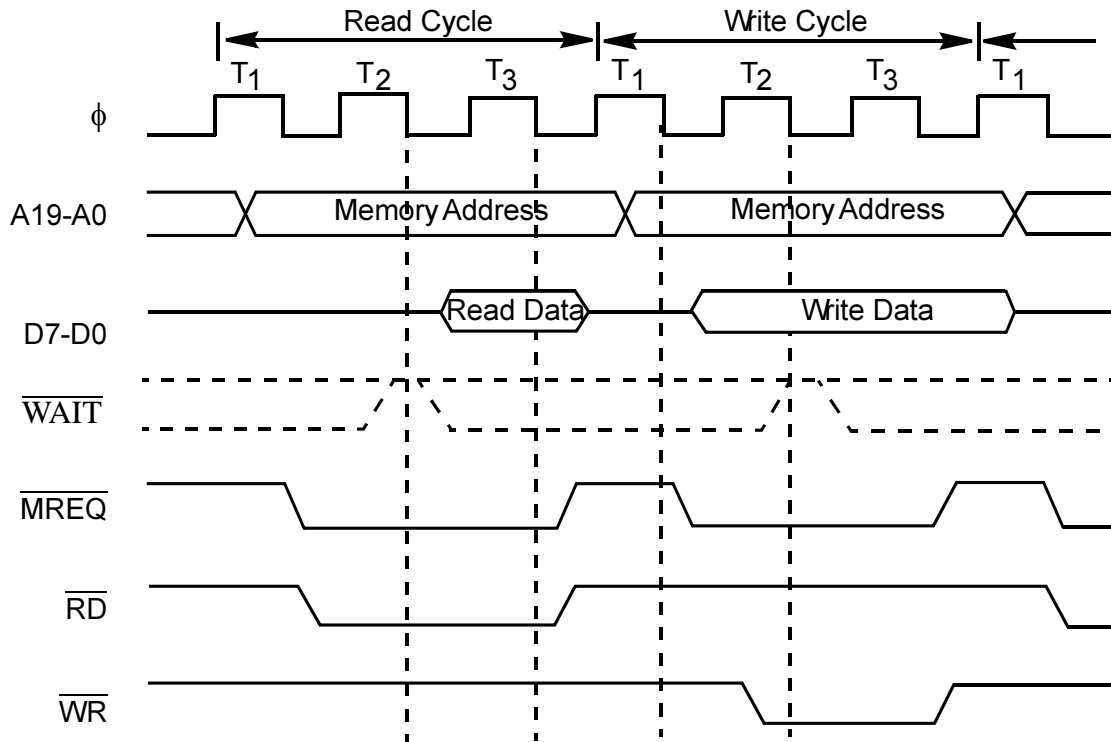 Read Cycle Write Cycle
T1 T2 T3 T1 T2 T3 T1
ϕ
A19-A0 Memory Address Memory Address
Read Data Write Data
D7-D0
WAIT
MREQ
RD
WR